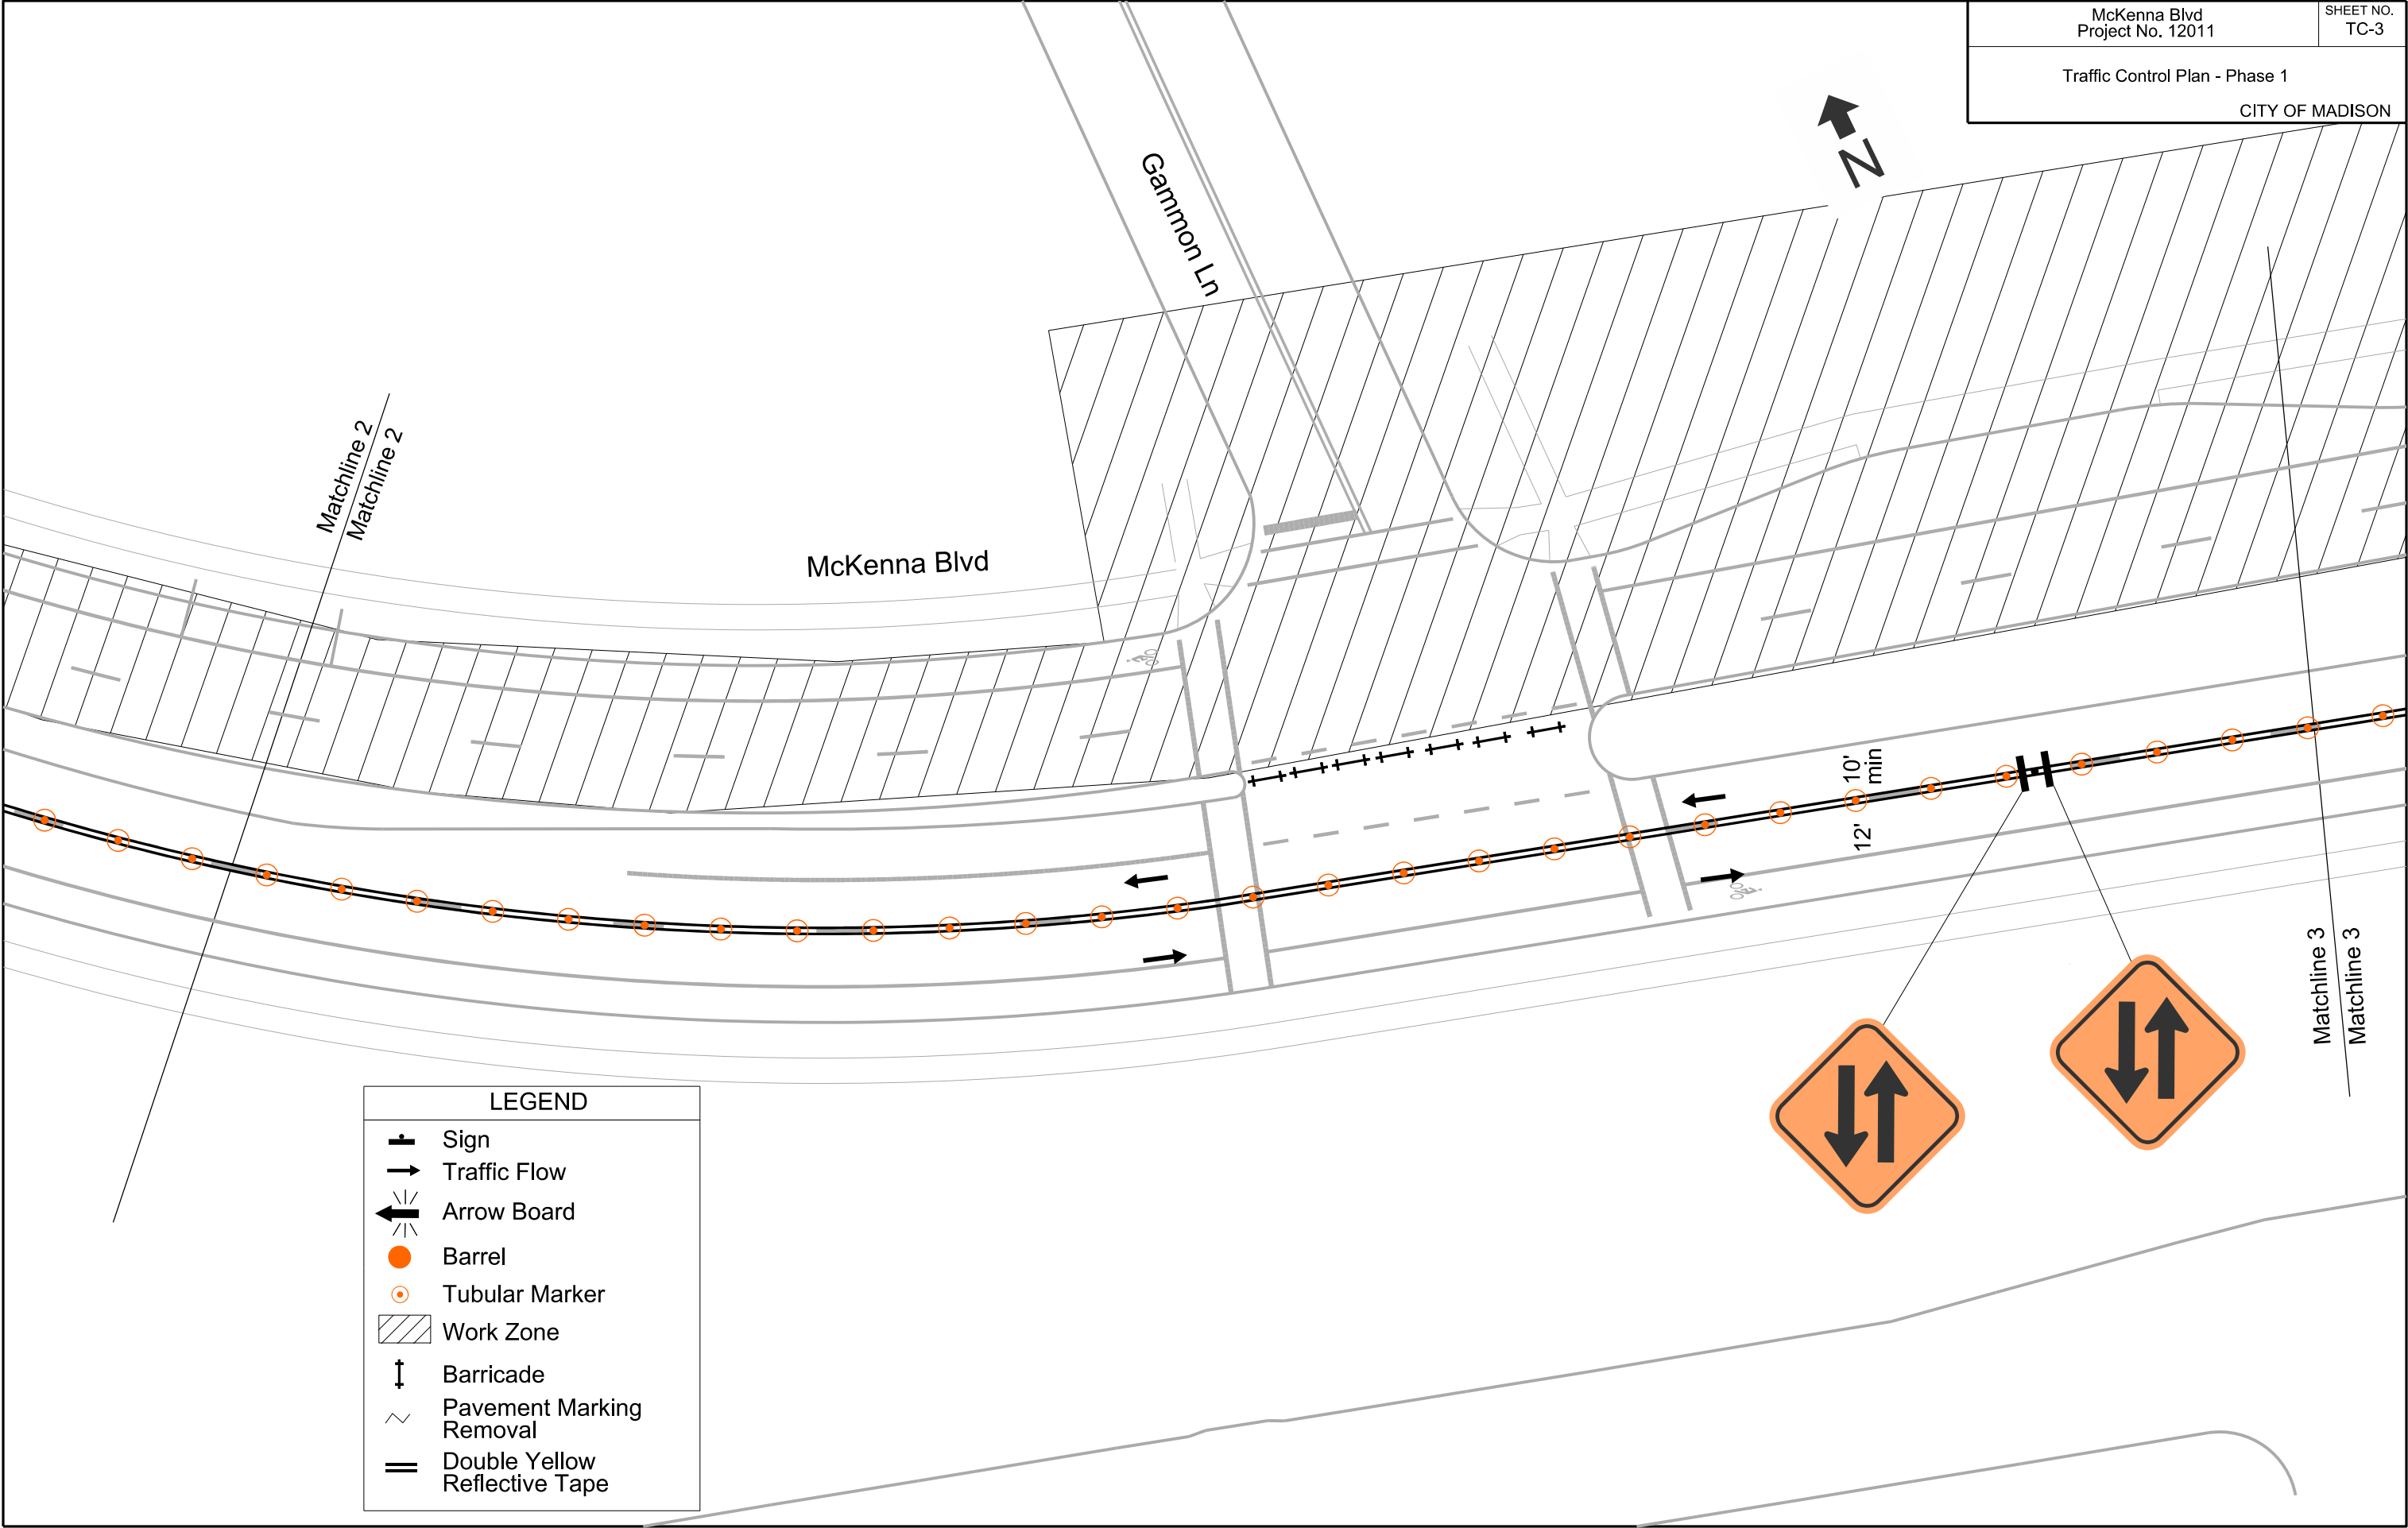 McKenna Blvd
Project No. 12011
SHEET NO.
TC-3
Traffic Control Plan - Phase 1
CITY OF MADISON
N
Gammon Ln
Matchline 2
Matchline 2
McKenna Blvd
10'
min
12'
Matchline 3
Matchline 3
LEGEND
Sign
Traffic Flow
Arrow Board
Barrel
Tubular Marker
Work Zone
Barricade
Pavement Marking
Removal
Double Yellow
Reflective Tape